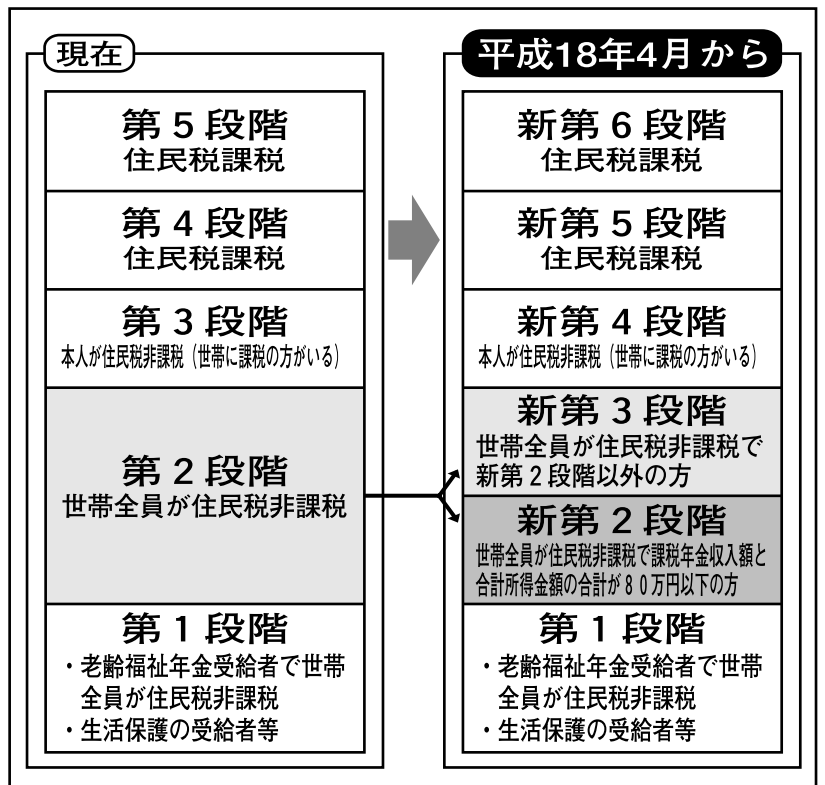 現在
第５段階
住民税課税
第４段階
住民税課税
第３段階
本人が住民税非課税（世帯に課税の方がいる）
第２段階
世帯全員が住民税非課税
第１段階
・老齢福祉年金受給者で世帯
全員が住民税非課税
・生活保護の受給者等
平成18年4月から
新第６段階
住民税課税
新第５段階
住民税課税
新第４段階
本人が住民税非課税（世帯に課税の方がいる）
新第３段階
世帯全員が住民税非課税で
新第２段階以外の方
新第２段階
世帯全員が住民税非課税で課税年金収入額と
合計所得金額の合計が８０万円以下の方
第１段階
・老齢福祉年金受給者で世帯
全員が住民税非課税
・生活保護の受給者等